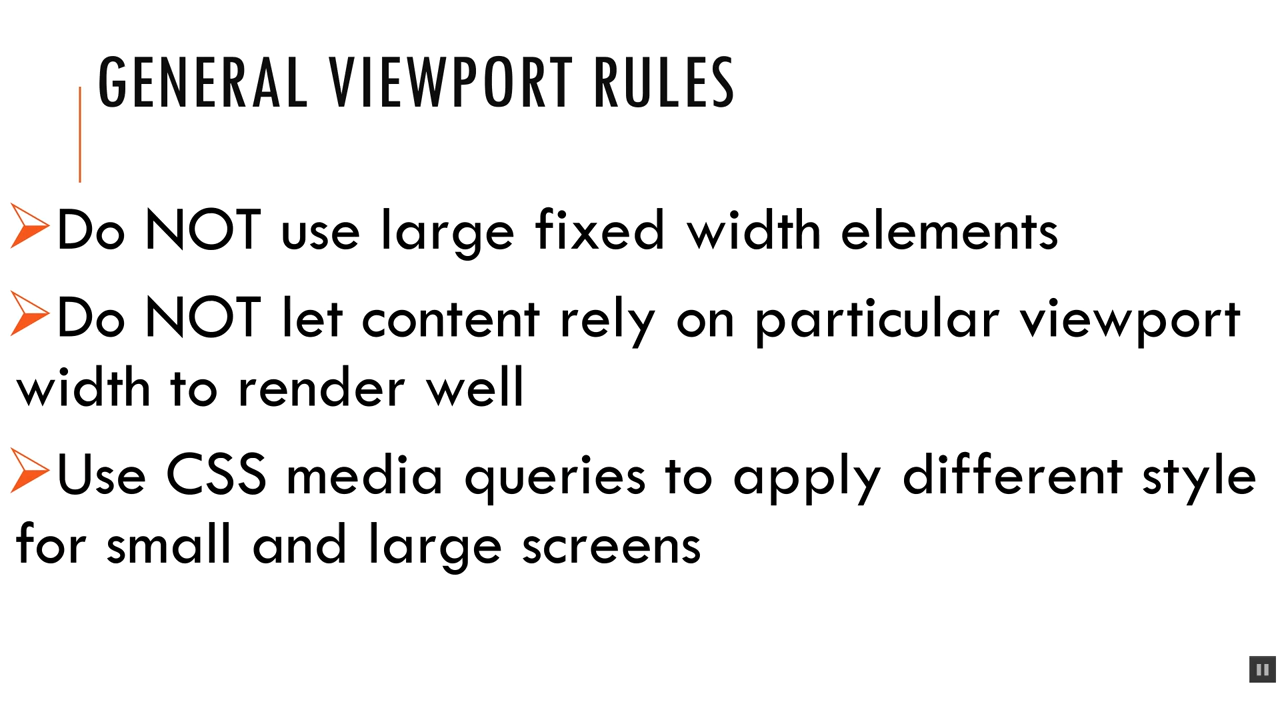 GENERAL VIEWPORT RULES
Do NOT use large fixed width elements
Do NOT let content rely on particular viewport
width to render well
Use CSS media queries to apply different style
for small and large screens